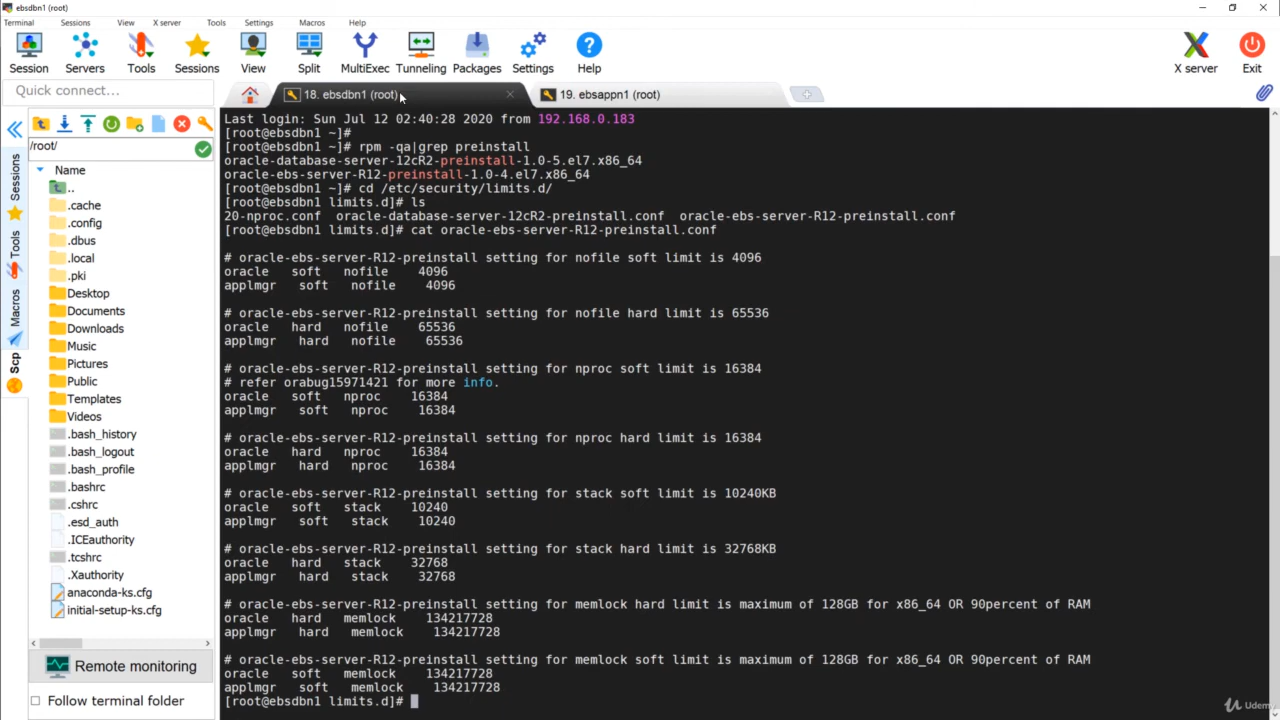 ebsdbn1 (root)
Terminal Sessions View X server Tools Settings Macros Help
Session Servers Tools Sessions View Split MultiExec Tunneling Packages Settings Help X server Exit
Quick connect...
18. ebsdbn1 (root)
19. ebsappn1 (root)
/root/
Name
..
.cache
.config
.dbus
.local
.pki
Desktop
Documents
Downloads
Music
Pictures
Public
Templates
Videos
.bash_history
.bash_logout
.bash_profile
.bashrc
.cshrc
.esd_auth
.ICEauthority
.tcshrc
.Xauthority
anaconda-ks.cfg
initial-setup-ks.cfg
Remote monitoring
Follow terminal folder
Sessions
Tools
Macros
Scp
Last login: Sun Jul 12 02:40:28 2020 from 192.168.0.183
[root@ebsdbn1 ~]#
[root@ebsdbn1 ~]# rpm -qa|grep preinstall
oracle-database-server-12cR2-preinstall-1.0-5.el7.x86_64
oracle-ebs-server-R12-preinstall-1.0-4.el7.x86_64
[root@ebsdbn1 ~]# cd /etc/security/limits.d/
[root@ebsdbn1 limits.d]# ls
20-nproc.conf oracle-database-server-12cR2-preinstall.conf oracle-ebs-server-R12-preinstall.conf
[root@ebsdbn1 limits.d]# cat oracle-ebs-server-R12-preinstall.conf
# oracle-ebs-server-R12-preinstall setting for nofile soft limit is 4096
oracle soft nofile 4096
applmgr soft nofile 4096
# oracle-ebs-server-R12-preinstall setting for nofile hard limit is 65536
oracle hard nofile 65536
applmgr hard nofile 65536
# oracle-ebs-server-R12-preinstall setting for nproc soft limit is 16384
# refer orabug15971421 for more info.
oracle soft nproc 16384
applmgr soft nproc 16384
# oracle-ebs-server-R12-preinstall setting for nproc hard limit is 16384
oracle hard nproc 16384
applmgr hard nproc 16384
# oracle-ebs-server-R12-preinstall setting for stack soft limit is 10240KB
oracle soft stack 10240
applmgr soft stack 10240
# oracle-ebs-server-R12-preinstall setting for stack hard limit is 32768KB
oracle hard stack 32768
applmgr hard stack 32768
# oracle-ebs-server-R12-preinstall setting for memlock hard limit is maximum of 128GB for x86_64 OR 90percent of RAM
oracle hard memlock 134217728
applmgr hard memlock 134217728
# oracle-ebs-server-R12-preinstall setting for memlock soft limit is maximum of 128GB for x86_64 OR 90percent of RAM
oracle soft memlock 134217728
applmgr soft memlock 134217728
[root@ebsdbn1 limits.d]#
Udemy